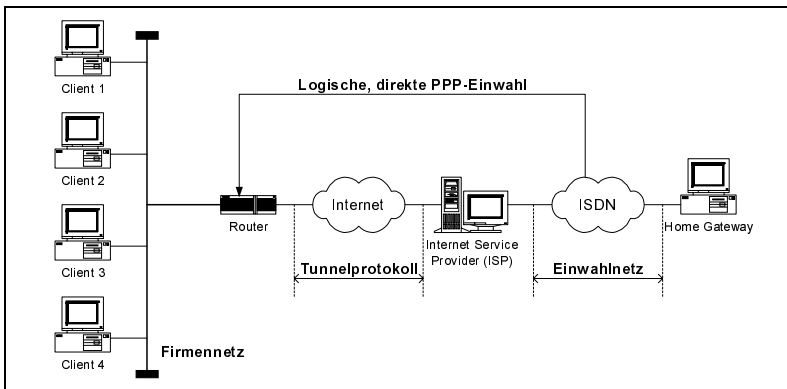 Client 1
Client 2
Client 3
Client 4
Firmennetz
Logische, direkte PPP-Einwahl
Router
Internet
Internet Service
Provider (ISP)
ISDN
Home Gateway
Tunnelprotokoll
Einwahlnetz